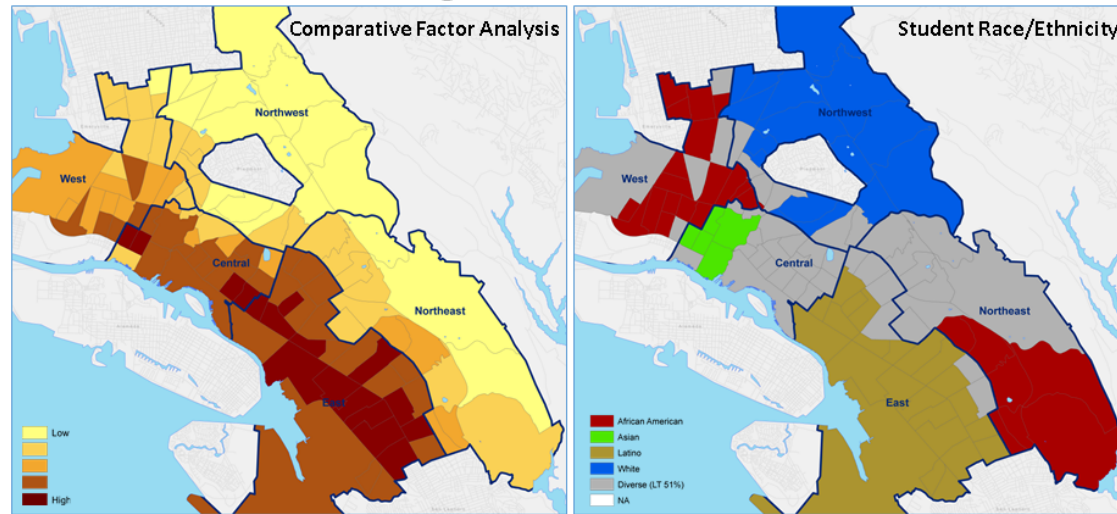 Comparative Factor Analysis
Northwest
West
Central
Northeast
East
Low
High
Student Race/Ethnicity
Northwest
West
Central
Northeast
East
African American
Asian
Latino
White
Diverse (LT 51%)
NA